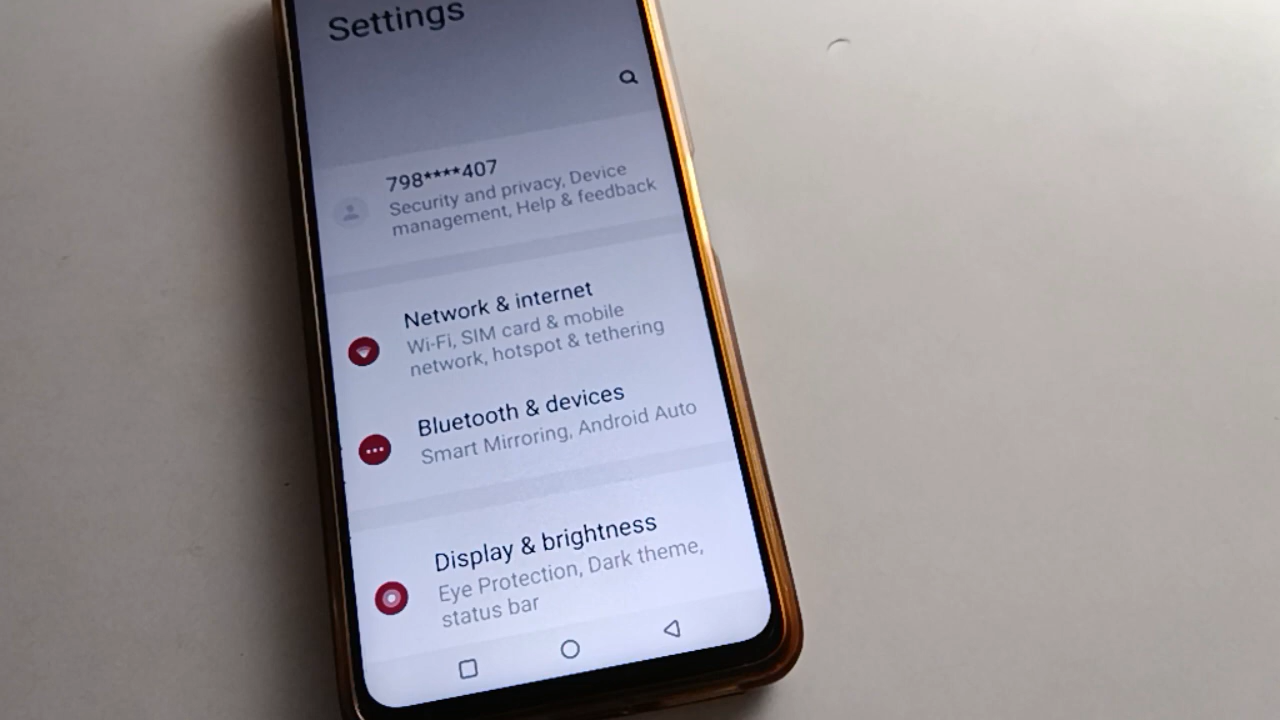 Settings
798****407
Security and privacy, Device
management, Help & feedback
Network & internet
Wi-Fi, SIM card & mobile
network, hotspot & tethering
Bluetooth & devices
Smart Mirroring, Android Auto
Display & brightness
Eye Protection, Dark theme,
status bar